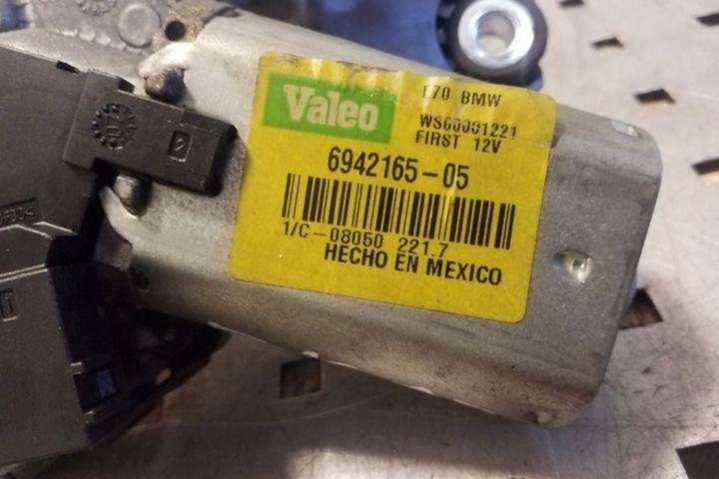 Valeo
E70 BMW
WS00001221
FIRST 12V
6942165-05
1/C-08050 221.7
HECHO EN MEXICO